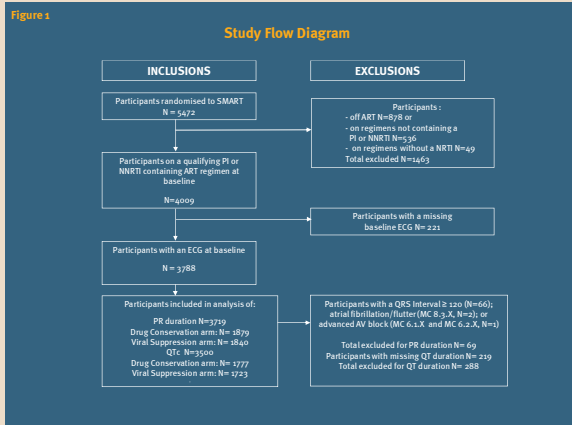 Figure 1
Study Flow Diagram
INCLUSIONS
EXCLUSIONS
Participants randomised to SMART
N = 5472
Participants :
- off ART N=878 or
- on regimens not containing a
PI or NNRTI N=536
- on regimens without a NRTI N=49
Total excluded N=1463
Participants on a qualifying PI or
NNRTI containing ART regimen at
baseline
N=4009
Participants with a missing
baseline ECG N= 221
Participants with an ECG at baseline
N = 3788
Participants included in analysis of:
PR duration N=3719
Drug Conservation arm: N= 1879
Viral Suppression arm: N= 1840
QTc N=3500
Drug Conservation arm: N= 1777
Viral Suppression arm: N= 1723
Participants with a QRS Interval ≥ 120 (N=66);
atrial fibrillation/flutter (MC 8.3.X, N=2); or
advanced AV block (MC 6.1.X and MC 6.2.X, N=1)
Total excluded for PR duration N= 69
Participants with missing QT duration N= 219
Total excluded for QT duration N= 288